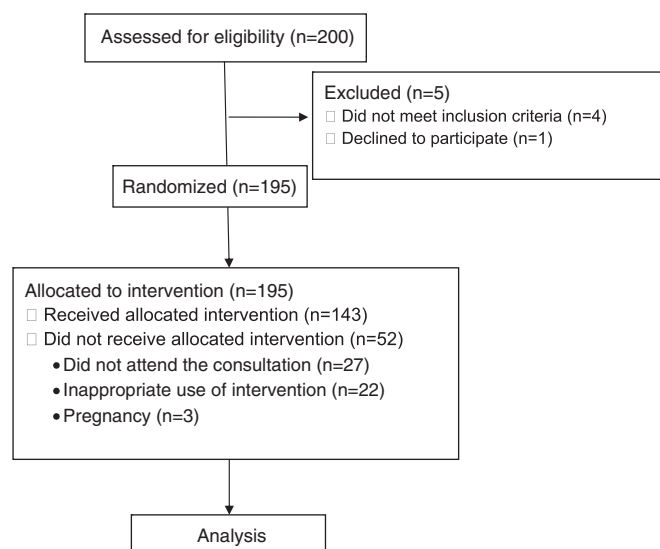 Assessed for eligibility (n=200)
Excluded (n=5)
□ Did not meet inclusion criteria (n=4)
□ Declined to participate (n=1)
Randomized (n=195)
Allocated to intervention (n=195)
□ Received allocated intervention (n=143)
□ Did not receive allocated intervention (n=52)
• Did not attend the consultation (n=27)
• Inappropriate use of intervention (n=22)
• Pregnancy (n=3)
Analysis